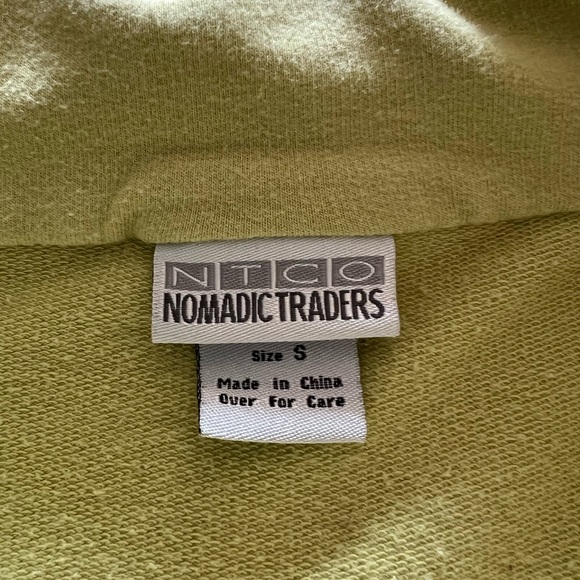 NTCO
NOMADIC TRADERS
Size S
Made in China
Over For Care